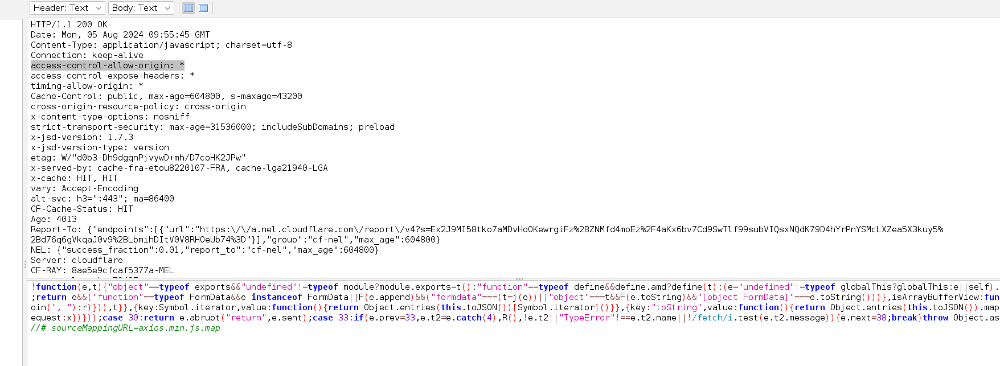 Header: Text Body: Text
HTTP/1.1 200 OK
Date: Mon, 05 Aug 2024 09:55:45 GMT
Content-Type: application/javascript; charset=utf-8
Connection: keep-alive
access-control-allow-origin: *
access-control-expose-headers: *
timing-allow-origin: *
Cache-Control: public, max-age=604800, s-maxage=43200
cross-origin-resource-policy: cross-origin
x-content-type-options: nosniff
strict-transport-security: max-age=31536000; includeSubDomains; preload
x-jsd-version: 1.7.3
x-jsd-version-type: version
etag: W/"d0b3-Dh9dgqnPjvywD+mh/D7coHK2JPw"
x-served-by: cache-fra-etou8220107-FRA, cache-lga21940-LGA
x-cache: HIT, HIT
vary: Accept-Encoding
alt-svc: h3=":443"; ma=86400
CF-Cache-Status: HIT
Age: 4013
Report-To: {"endpoints":[{"url":"https:\/\/a.nel.cloudflare.com\/report\/v4?s=Ex2J9MI58tko7aMDvHoOKewrgiFz%2BZNMfd4moEz%2F4aKx6bv7Cd9SwTlf99subVIQsxNQdK79D4hYrPnYSMcLXZea5X3kuy5%
2Bd76q6gVkqaJ0v9%2BLbmihDItV0V8RHOeUb74%3D"}],"group":"cf-nel","max_age":604800}
NEL: {"success_fraction":0.01,"report_to":"cf-nel","max_age":604800}
Server: cloudflare
CF-RAY: 8ae5e9cfcaf5377a-MEL
!function(e,t){"object"==typeof exports&&"undefined"!=typeof module?module.exports=t():"function"==typeof define&&define.amd?define(t):(e="undefined"!=typeof globalThis?globalThis:e||self).
;return e&&("function"==typeof FormData&&e instanceof FormData||F(e.append)&&("formdata"===(t=j(e))||"object"===t&&F(e.toString)&&"[object FormData]"===e.toString()))},isArrayBufferView:fun
oin(", "):r)})),t}},{key:Symbol.iterator,value:function(){return Object.entries(this.toJSON())[Symbol.iterator]()}},{key:"toString",value:function(){return Object.entries(this.toJSON()).map
equest:x})}));case 30:return e.abrupt("return",e.sent);case 33:if(e.prev=33,e.t2=e.catch(4),R(),!e.t2||"TypeError"!==e.t2.name||!/fetch/i.test(e.t2.message)){e.next=38;break}throw Object.as
//# sourceMappingURL=axios.min.js.map